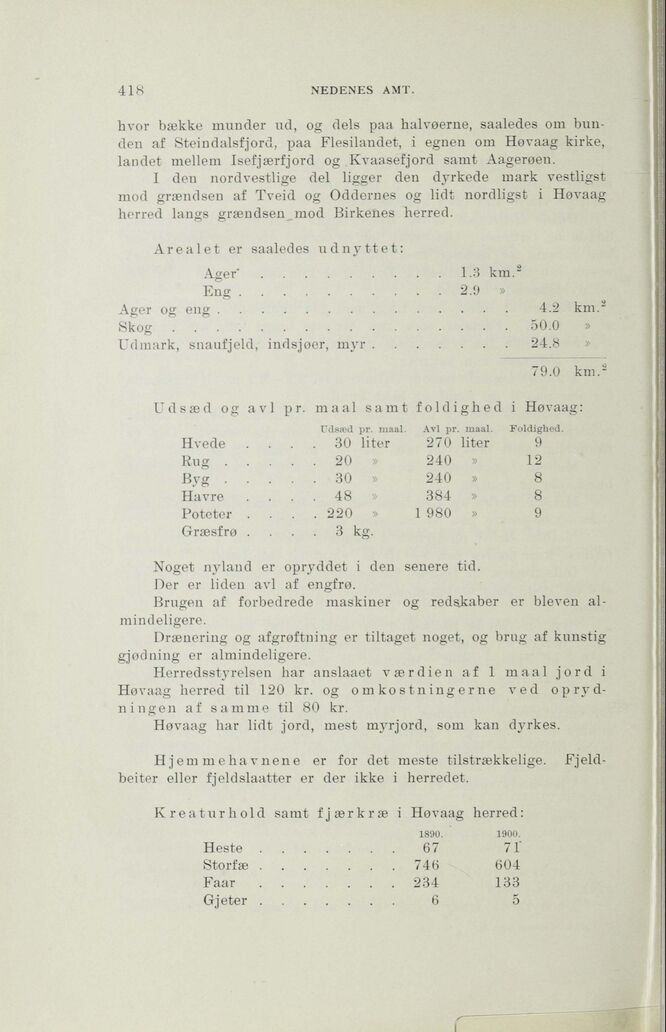 418 NEDENES AMT.
hvor bække munder ud, og dels paa halvøerne, saaledes om bun-
den af Steindalsfjord, paa Flesilandet, i egnen om Høvaag kirke,
landet mellem Isefjærfjord og Kvaasefjord samt Aagerøen.
I den nordvestlige del ligger den dyrkede mark vestligst
mod grændsen af Tveid og Oddernes og lidt nordligst i Høvaag
herred langs grændsen mod Birkenes herred.
Arealet er saaledes udnyttet:
Ager . . . . . . . . . 1.3 km.²
Eng . . . . . . . . . . 2.9 »
Ager og eng . . . . . . . . . . . . . . 4.2 km.²
Skog . . . . . . . . . . . . . . . . 50.0 »
Udmark, snaufjeld, indsjøer, myr . . . . . . . 24.8 »
79.0 km.²
Udsæd og avl pr. maal samt foldighed i Høvaag:
Udsæd pr. maal. Avl pr. maal. Foldighed.
Hvede . . . . 30 liter 270 liter 9
Rug . . . . . 20 » 240 » 12
Byg . . . . . 30 » 240 » 8
Havre . . . . 48 » 384 » 8
Poteter . . . . 220 » 1 980 » 9
Græsfrø . . . . 3 kg.
Noget nyland er opryddet i den senere tid.
Der er liden avl af engfrø.
Brugen af forbedrede maskiner og redskaber er bleven al-
mindeligere.
Drænering og afgrøftning er tiltaget noget, og brug af kunstig
gjødning er almindeligere.
Herredsstyrelsen har anslaaet værdien af 1 maal jord i
Høvaag herred til 120 kr. og omkostningerne ved opryd-
ningen af samme til 80 kr.
Høvaag har lidt jord, mest myrjord, som kan dyrkes.
Hjemmehavnene er for det meste tilstrækkelige. Fjeld-
beiter eller fjeldslaatter er der ikke i herredet.
Kreaturhold samt fjærkræ i Høvaag herred:
1890. 1900.
Heste . . . . . . . 67 71
Storfæ . . . . . . . 746 604
Faar . . . . . . . 234 133
Gjeter . . . . . . . 6 5